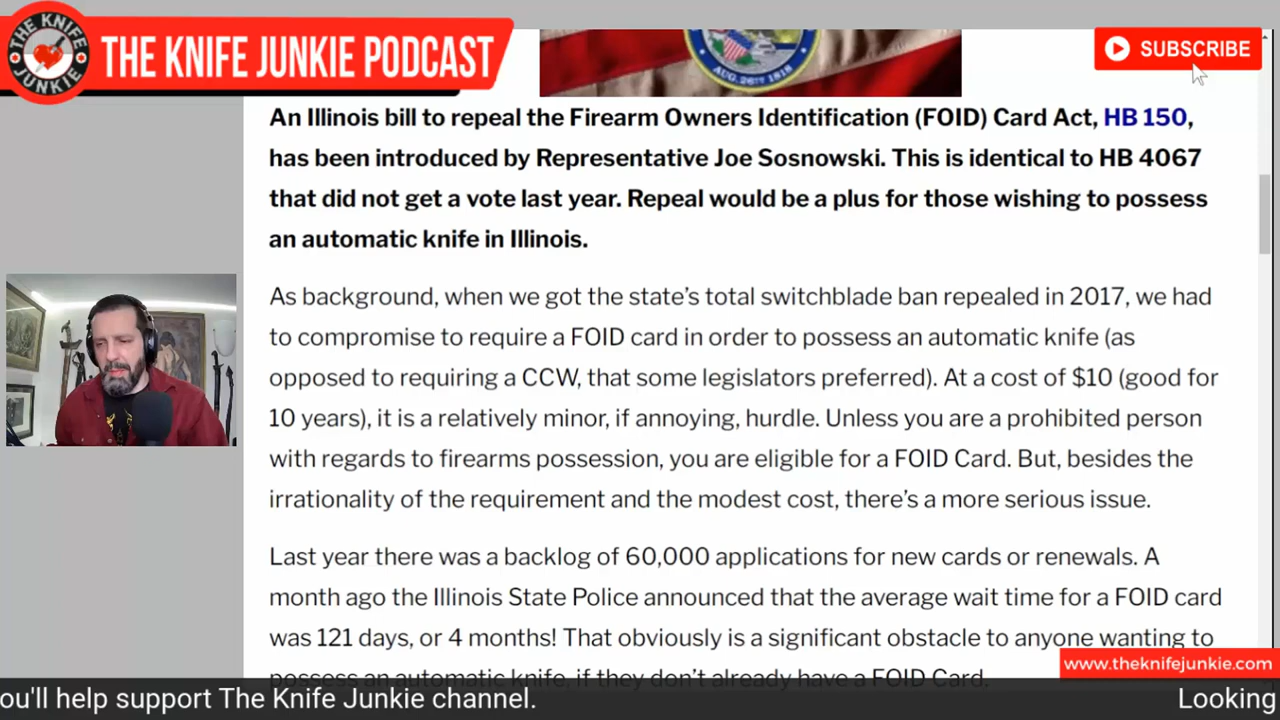 THE KNIFE JUNKIE
THE KNIFE JUNKIE PODCAST
AUG. 26TH 1818
SUBSCRIBE
An Illinois bill to repeal the Firearm Owners Identification (FOID) Card Act, HB 150,
has been introduced by Representative Joe Sosnowski. This is identical to HB 4067
that did not get a vote last year. Repeal would be a plus for those wishing to possess
an automatic knife in Illinois.
As background, when we got the state's total switchblade ban repealed in 2017, we had
to compromise to require a FOID card in order to possess an automatic knife (as
opposed to requiring a CCW, that some legislators preferred). At a cost of $10 (good for
10 years), it is a relatively minor, if annoying, hurdle. Unless you are a prohibited person
with regards to firearms possession, you are eligible for a FOID Card. But, besides the
irrationality of the requirement and the modest cost, there's a more serious issue.
Last year there was a backlog of 60,000 applications for new cards or renewals. A
month ago the Illinois State Police announced that the average wait time for a FOID card
was 121 days, or 4 months! That obviously is a significant obstacle to anyone wanting to
possess an automatic knife, if they don't already have a FOID Card.
www.theknifejunkie.com
ou'll help support The Knife Junkie channel.
Looking